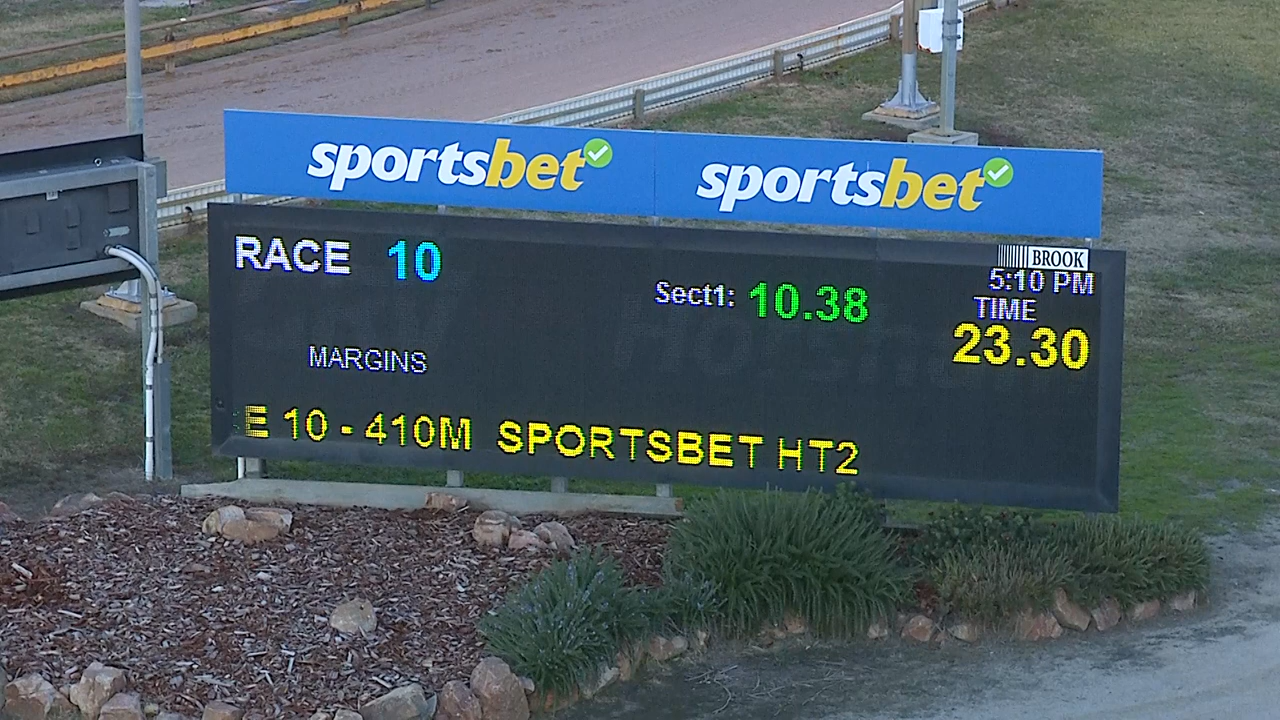 sportsbet sportsbet
RACE 10
BROOK
5:10 PM
Sect1: 10.38
TIME
23.30
MARGINS
E 10 - 410M SPORTSBET HT2